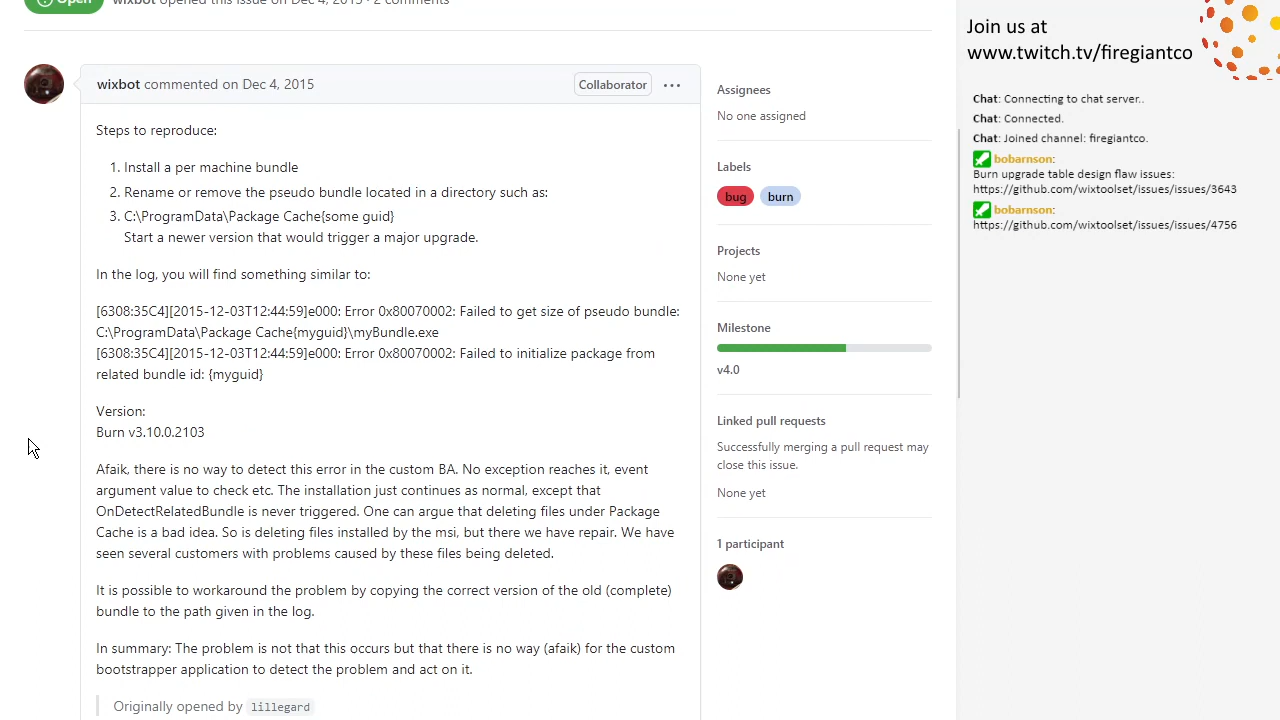 Open wixbot opened this issue on Dec 4, 2015 · 2 comments
wixbot commented on Dec 4, 2015
Collaborator
Steps to reproduce:
1. Install a per machine bundle
2. Rename or remove the pseudo bundle located in a directory such as:
3. C:\ProgramData\Package Cache{some guid}
Start a newer version that would trigger a major upgrade.
In the log, you will find something similar to:
[6308:35C4][2015-12-03T12:44:59]e000: Error 0x80070002: Failed to get size of pseudo bundle:
C:\ProgramData\Package Cache{myguid}\myBundle.exe
[6308:35C4][2015-12-03T12:44:59]e000: Error 0x80070002: Failed to initialize package from
related bundle id: {myguid}
Version:
Burn v3.10.0.2103
Afaik, there is no way to detect this error in the custom BA. No exception reaches it, event
argument value to check etc. The installation just continues as normal, except that
OnDetectRelatedBundle is never triggered. One can argue that deleting files under Package
Cache is a bad idea. So is deleting files installed by the msi, but there we have repair. We have
seen several customers with problems caused by these files being deleted.
It is possible to workaround the problem by copying the correct version of the old (complete)
bundle to the path given in the log.
In summary: The problem is not that this occurs but that there is no way (afaik) for the custom
bootstrapper application to detect the problem and act on it.
Originally opened by lillegard
Assignees
No one assigned
Labels
bug burn
Projects
None yet
Milestone
v4.0
Linked pull requests
Successfully merging a pull request may
close this issue.
None yet
1 participant
Join us at
www.twitch.tv/firegiantco
Chat: Connecting to chat server..
Chat: Connected.
Chat: Joined channel: firegiantco.
bobarnson:
Burn upgrade table design flaw issues:
https://github.com/wixtoolset/issues/issues/3643
bobarnson:
https://github.com/wixtoolset/issues/issues/4756